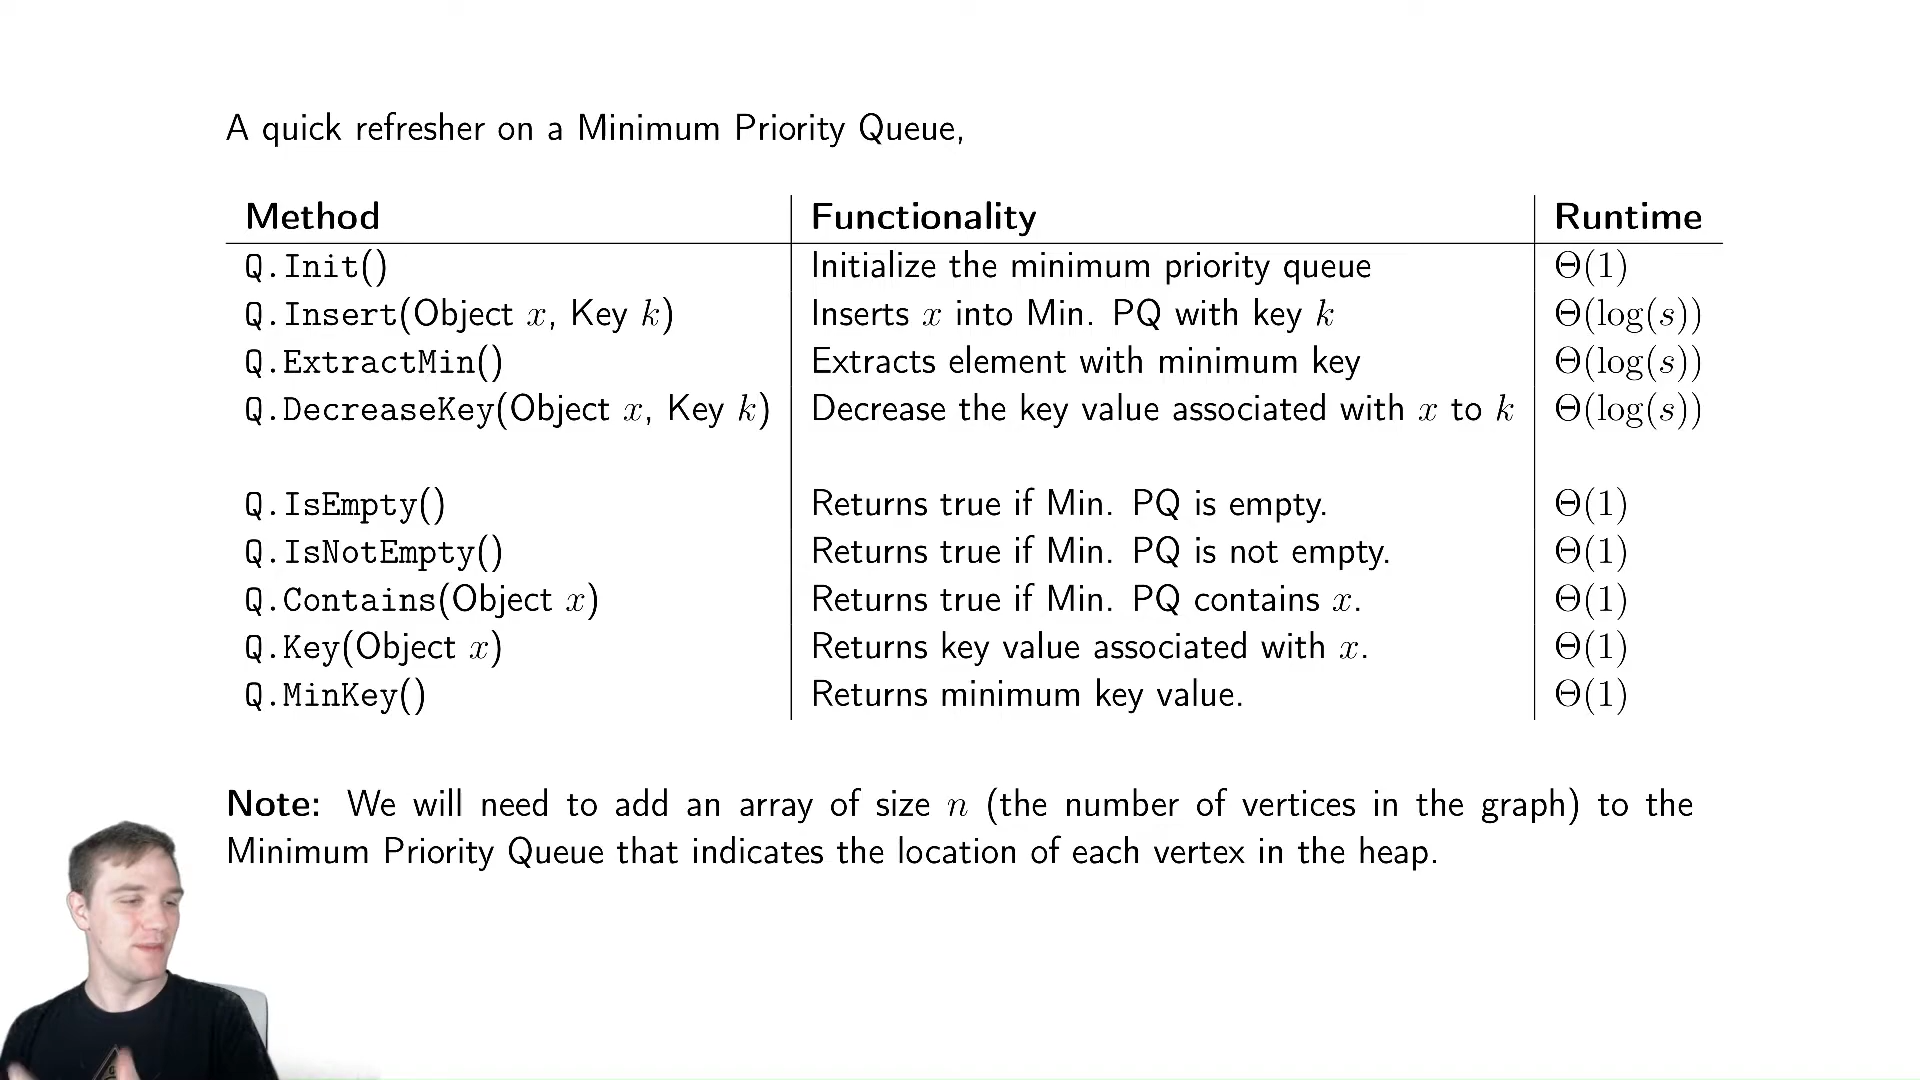 A quick refresher on a Minimum Priority Queue,
Method Functionality Runtime
Q.Init() Initialize the minimum priority queue Θ(1)
Q.Insert(Object x, Key k) Inserts x into Min. PQ with key k Θ(log(s))
Q.ExtractMin() Extracts element with minimum key Θ(log(s))
Q.DecreaseKey(Object x, Key k) Decrease the key value associated with x to k Θ(log(s))
Q.IsEmpty() Returns true if Min. PQ is empty. Θ(1)
Q.IsNotEmpty() Returns true if Min. PQ is not empty. Θ(1)
Q.Contains(Object x) Returns true if Min. PQ contains x. Θ(1)
Q.Key(Object x) Returns key value associated with x. Θ(1)
Q.MinKey() Returns minimum key value. Θ(1)
Note: We will need to add an array of size n (the number of vertices in the graph) to the
Minimum Priority Queue that indicates the location of each vertex in the heap.